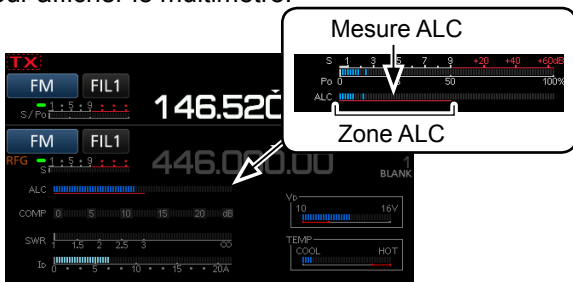 ur afficher le multimètre.
Mesure ALC
S 1 3 5 7 9 +20 +40 +60dB
Po 0 50 100%
ALC
Zone ALC
TX
FM FIL1
S/Po 1 5 9
146.520
FM FIL1
RFG S 1 5 9
446.000.00
1
BLANK
ALC
COMP 0 5 10 15 20 dB
SWR 1 1.5 2 2.5 3 ∞
ID 0 5 10 15 20A
VD
10 16V
TEMP
COOL HOT